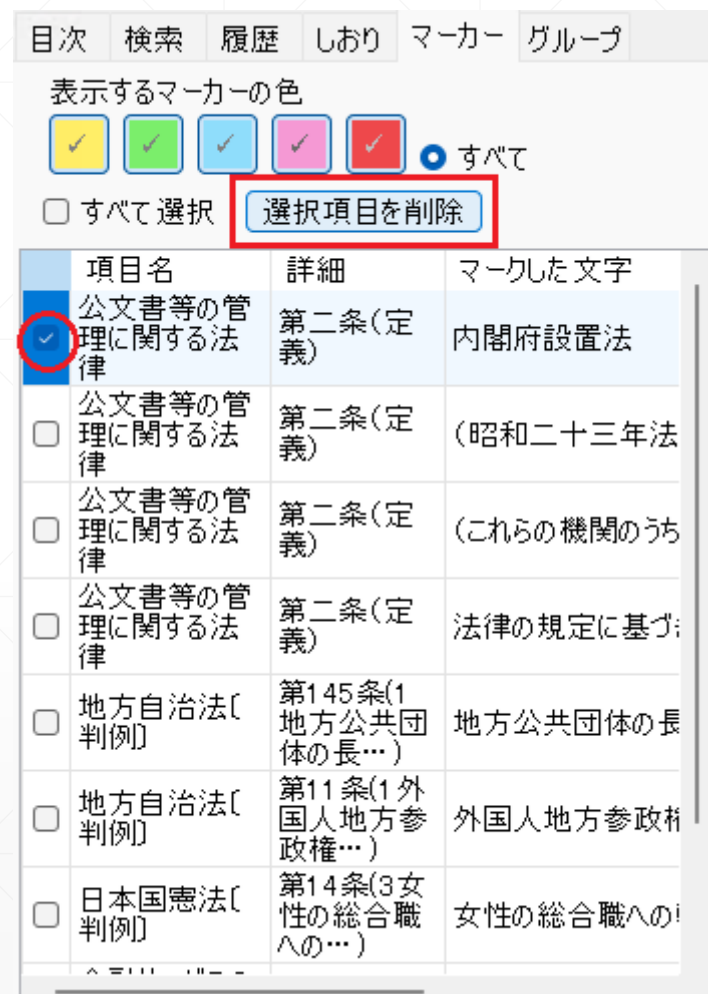 目次 検索 履歴 しおり マーカー グループ
表示するマーカーの色
すべて
すべて選択 選択項目を削除
項目名 詳細 マークした文字
公文書等の管
理に関する法
律
第二条(定
義)
内閣府設置法
公文書等の管
理に関する法
律
第二条(定
義)
(昭和二十三年法
公文書等の管
理に関する法
律
第二条(定
義)
(これらの機関のうち
公文書等の管
理に関する法
律
第二条(定
義)
法律の規定に基づ
地方自治法〔
判例〕
第145条(1
地方公共団
体の長…)
地方公共団体の長
地方自治法〔
判例〕
第11条(1外
国人地方参
政権…)
外国人地方参政権
日本国憲法〔
判例〕
第14条(3女
性の総合職
への…)
女性の総合職への